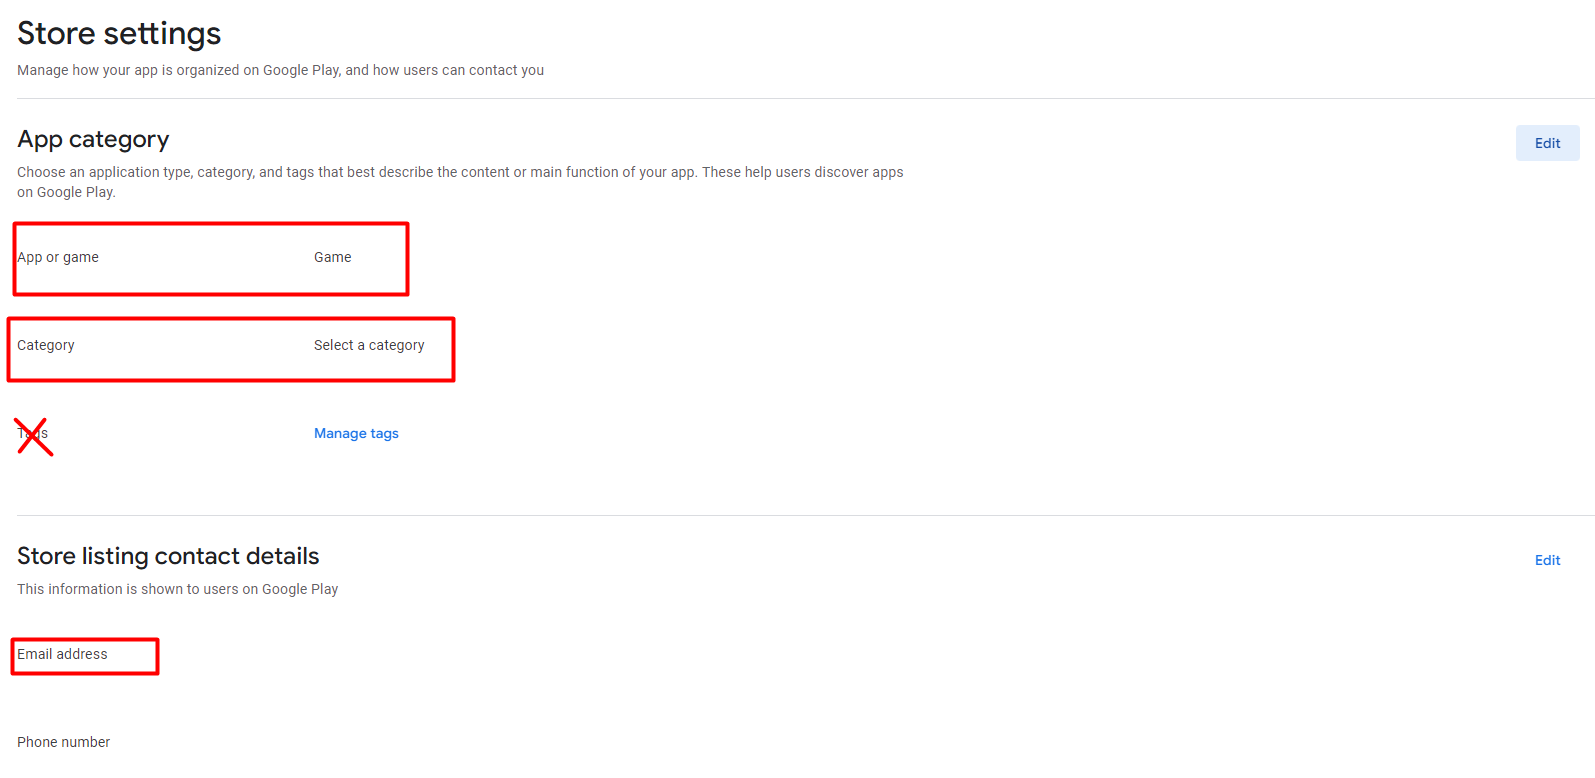 Store settings
Manage how your app is organized on Google Play, and how users can contact you
App category
Edit
Choose an application type, category, and tags that best describe the content or main function of your app. These help users discover apps
on Google Play.
App or game Game
Category Select a category
Tags Manage tags
Store listing contact details
Edit
This information is shown to users on Google Play
Email address
Phone number